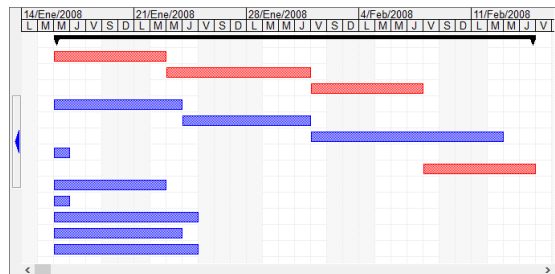 14/Ene/2008 21/Ene/2008 28/Ene/2008 4/Feb/2008 11/Feb/2008
L M M J V S D L M M J V S D L M M J V S D L M M J V S D L M M J V